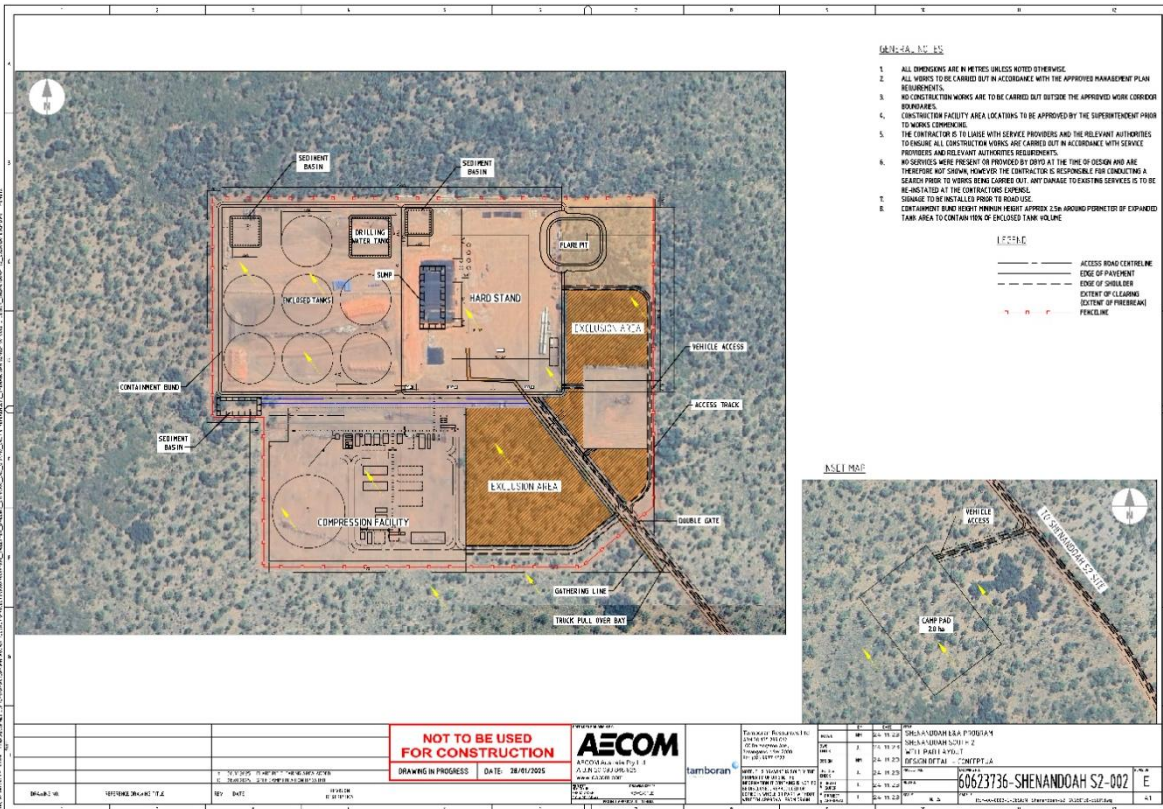 GENERAL NOTES
1. ALL DIMENSIONS ARE IN METRES UNLESS NOTED OTHERWISE.
2. ALL WORKS TO BE CARRIED OUT IN ACCORDANCE WITH THE APPROVED MANAGEMENT PLAN
REQUIREMENTS.
3. NO CONSTRUCTION WORKS ARE TO BE CARRIED OUT OUTSIDE THE APPROVED WORK CORRIDOR
BOUNDARIES.
4. CONSTRUCTION FACILITY AREA LOCATIONS TO BE APPROVED BY THE SUPERINTENDENT PRIOR
TO WORKS COMMENCING.
5. THE CONTRACTOR IS TO LIAISE WITH SERVICE PROVIDERS AND THE RELEVANT AUTHORITIES
TO ENSURE ALL CONSTRUCTION WORKS ARE CARRIED OUT IN ACCORDANCE WITH SERVICE
PROVIDERS AND RELEVANT AUTHORITIES REQUIREMENTS.
6. NO SERVICES WERE PRESENT OR PROVIDED BY DBYD AT THE TIME OF DESIGN AND ARE
THEREFORE NOT SHOWN, HOWEVER THE CONTRACTOR IS RESPONSIBLE FOR CONDUCTING A
SEARCH PRIOR TO WORKS BEING CARRIED OUT. ANY DAMAGE TO EXISTING SERVICES IS TO BE
RE-INSTATED AT THE CONTRACTORS EXPENSE.
7. SIGNAGE TO BE INSTALLED PRIOR TO ROAD USE.
8. CONTAINMENT BUND HEIGHT MINIMUM HEIGHT APPROX 2.5m AROUND PERIMETER OF EXPANDED
TANK AREA TO CONTAIN 110% OF ENCLOSED TANK VOLUME
LEGEND
ACCESS ROAD CENTRELINE
EDGE OF PAVEMENT
EDGE OF SHOULDER
EXTENT OF CLEARING
(EXTENT OF FIREBREAK)
FENCELINE
N
SEDIMENT
BASIN
SEDIMENT
BASIN
DRILLING
WATER TANK
FLARE PIT
SUMP
ENCLOSED TANKS
HARD STAND
EXCLUSION AREA
VEHICLE ACCESS
CONTAINMENT BUND
ACCESS TRACK
SEDIMENT
BASIN
EXCLUSION AREA
COMPRESSION FACILITY
DOUBLE GATE
GATHERING LINE
TRUCK PULL OVER BAY
INSET MAP
N
VEHICLE
ACCESS
TO SHENANDOAH S2 SITE
CAMP PAD
2.0 ha
NOT TO BE USED
FOR CONSTRUCTION
DRAWING IN PROGRESS DATE: 28/01/2025
DRAWING NO. REFERENCE DRAWING TITLE REV DATE
AECOM
AECOM Australia Pty Ltd
tamboran
Tamboran Resources Ltd
SHENANDOAH E&A PROGRAM
SHENANDOAH SOUTH 2
WELL PAD LAYOUT
DESIGN DETAIL - CONCEPTUAL
60623736-SHENANDOAH S2-002 E
A1